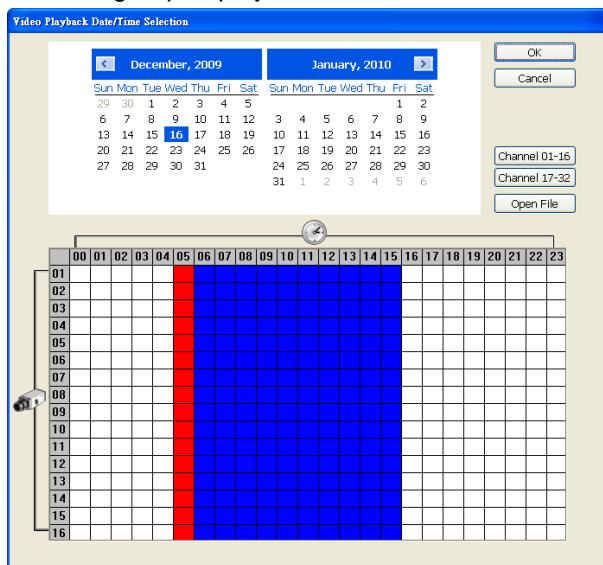 Video Playback Date/Time Selection
December, 2009
Sun Mon Tue Wed Thu Fri Sat
29 30 1 2 3 4 5
6 7 8 9 10 11 12
13 14 15 16 17 18 19
20 21 22 23 24 25 26
27 28 29 30 31
January, 2010
Sun Mon Tue Wed Thu Fri Sat
1 2
3 4 5 6 7 8 9
10 11 12 13 14 15 16
17 18 19 20 21 22 23
24 25 26 27 28 29 30
31 1 2 3 4 5 6
OK
Cancel
Channel 01-16
Channel 17-32
Open File
00 01 02 03 04 05 06 07 08 09 10 11 12 13 14 15 16 17 18 19 20 21 22 23
01
02
03
04
05
06
07
08
09
10
11
12
13
14
15
16